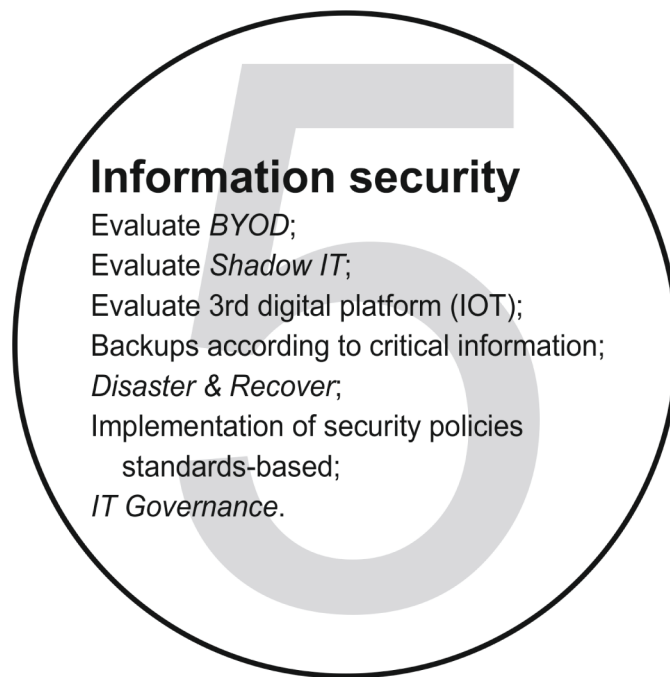 5
Information security
Evaluate BYOD;
Evaluate Shadow IT;
Evaluate 3rd digital platform (IOT);
Backups according to critical information;
Disaster & Recover;
Implementation of security policies
standards-based;
IT Governance.